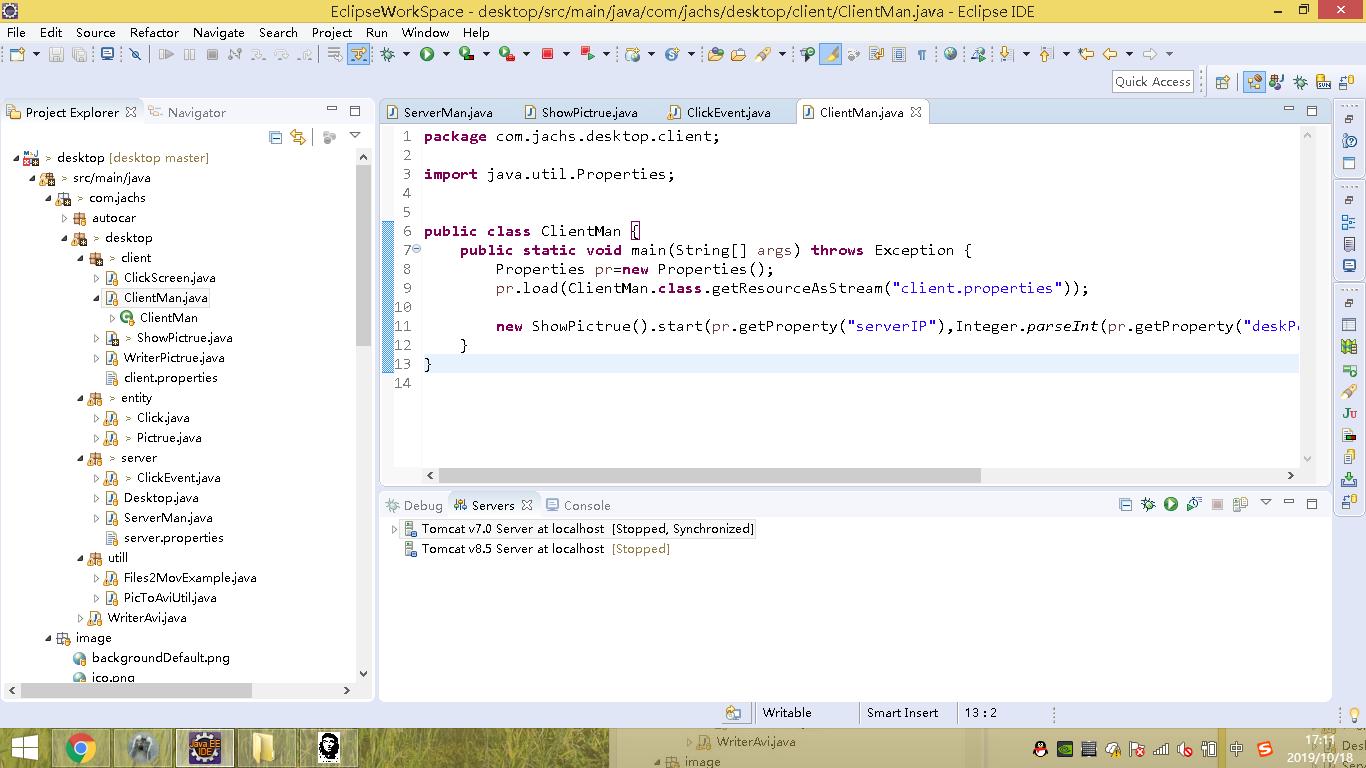 EclipseWorkSpace - desktop/src/main/java/com/jachs/desktop/client/ClientMan.java - Eclipse IDE
File Edit Source Refactor Navigate Search Project Run Window Help
Quick Access
Project Explorer Navigator
> desktop [desktop master]
> src/main/java
> com.jachs
autocar
> desktop
> client
ClickScreen.java
ClientMan.java
ClientMan
> ShowPictrue.java
WriterPictrue.java
client.properties
> entity
> Click.java
> Pictrue.java
> server
> ClickEvent.java
Desktop.java
ServerMan.java
server.properties
utill
Files2MovExample.java
PicToAviUtil.java
WriterAvi.java
image
backgroundDefault.png
ico.png
ServerMan.java ShowPictrue.java ClickEvent.java ClientMan.java
1 package com.jachs.desktop.client;
2
3 import java.util.Properties;
4
5
6 public class ClientMan {
7 public static void main(String[] args) throws Exception {
8 Properties pr=new Properties();
9 pr.load(ClientMan.class.getResourceAsStream("client.properties"));
10
11 new ShowPictrue().start(pr.getProperty("serverIP"),Integer.parseInt(pr.getProperty("deskP
12 }
13 }
14
Debug Servers Console
Tomcat v7.0 Server at localhost [Stopped, Synchronized]
Tomcat v8.5 Server at localhost [Stopped]
Writable Smart Insert 13 : 2
Java EE
IDE
WriterAvi.java
image
中
17:11
2019/10/18